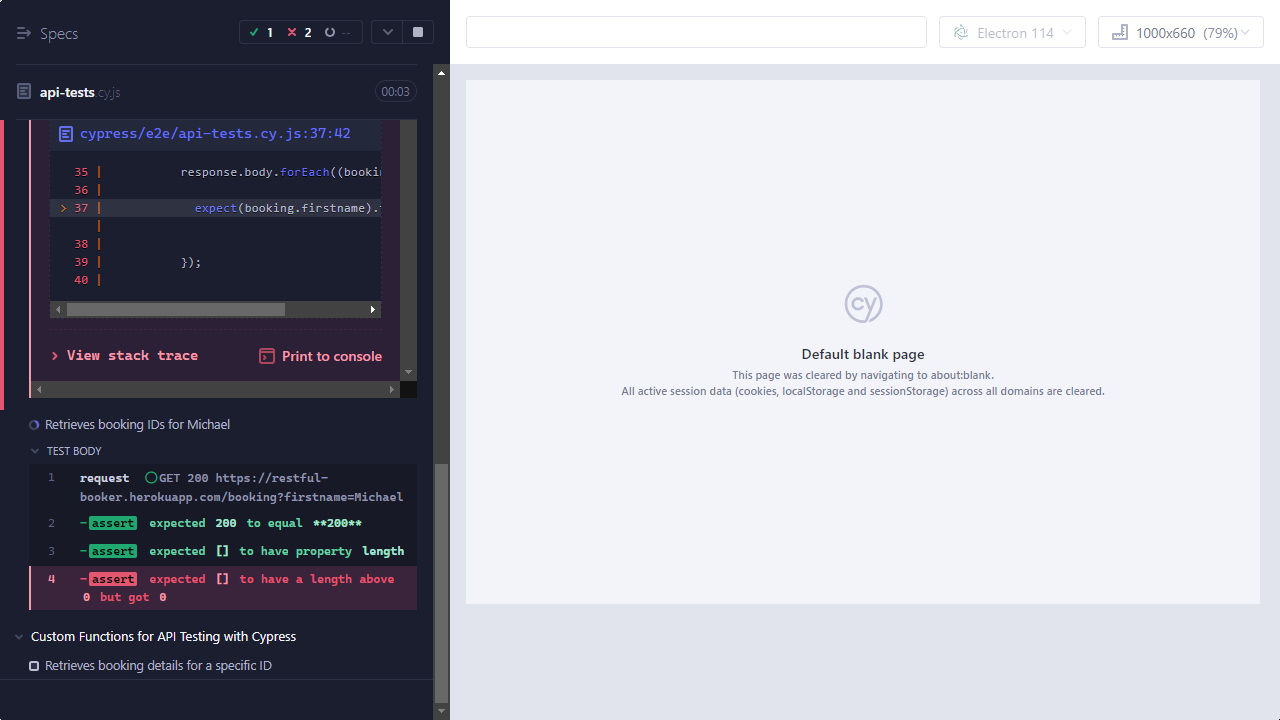 Specs
1 2 --
Electron 114
1000x660 (79%)
api-tests cy.js
00:03
cypress/e2e/api-tests.cy.js:37:42
35 | response.body.forEach((bookin
36 |
> 37 | expect(booking.firstname).
|
38 |
39 | });
40 |
> View stack trace
Print to console
Retrieves booking IDs for Michael
TEST BODY
1 request GET 200 https://restful-
booker.herokuapp.com/booking?firstname=Michael
2 -assert expected 200 to equal **200**
3 -assert expected [] to have property length
4 -assert expected [] to have a length above
0 but got 0
Custom Functions for API Testing with Cypress
Retrieves booking details for a specific ID
cy
Default blank page
This page was cleared by navigating to about:blank.
All active session data (cookies, localStorage and sessionStorage) across all domains are cleared.